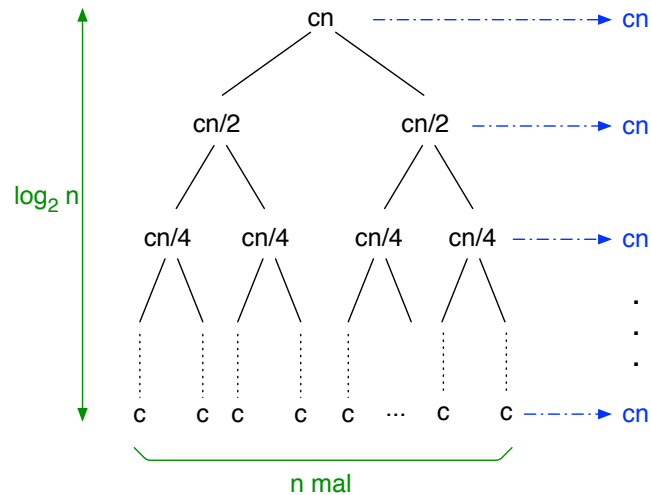 cn cn
cn/2 cn/2 cn
log₂ n
cn/4 cn/4 cn/4 cn/4 cn
.
.
.
c c c c c ... c c cn
n mal